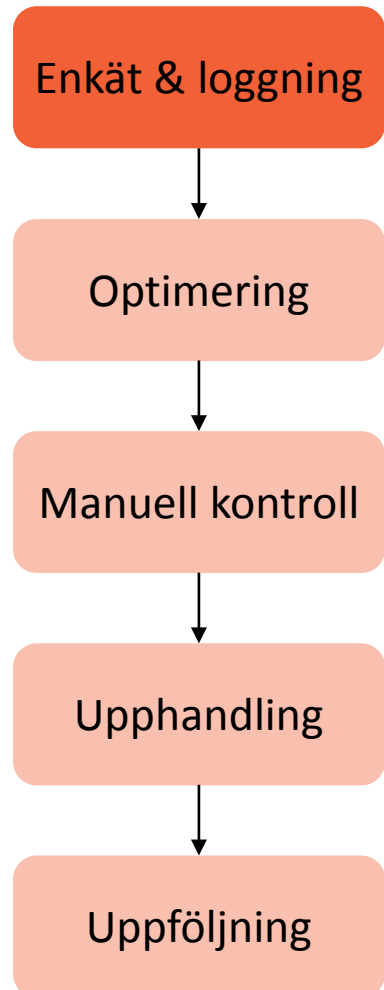 Enkät & loggning
Optimering
Manuell kontroll
Upphandling
Uppföljning